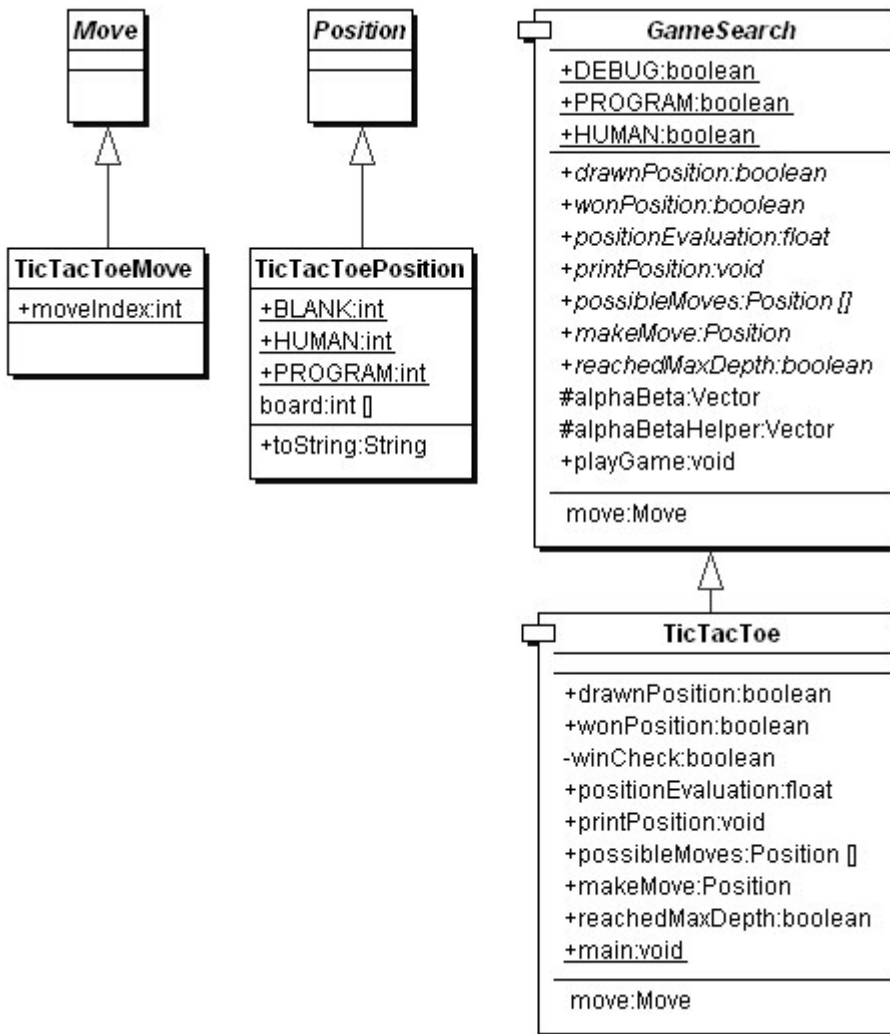 Move
TicTacToeMove
+moveIndex:int
Position
TicTacToePosition
+BLANK:int
+HUMAN:int
+PROGRAM:int
board:int []
+toString:String
GameSearch
+DEBUG:boolean
+PROGRAM:boolean
+HUMAN:boolean
+drawnPosition:boolean
+wonPosition:boolean
+positionEvaluation:float
+printPosition:void
+possibleMoves:Position []
+makeMove:Position
+reachedMaxDepth:boolean
#alphaBeta:Vector
#alphaBetaHelper:Vector
+playGame:void
move:Move
TicTacToe
+drawnPosition:boolean
+wonPosition:boolean
-winCheck:boolean
+positionEvaluation:float
+printPosition:void
+possibleMoves:Position []
+makeMove:Position
+reachedMaxDepth:boolean
+main:void
move:Move